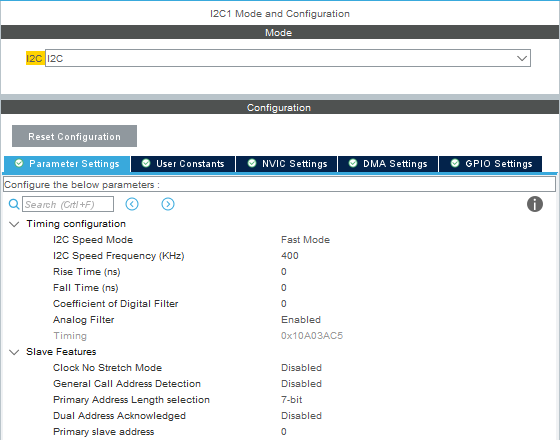 I2C1 Mode and Configuration
Mode
I2C I2C
Configuration
Reset Configuration
Parameter Settings User Constants NVIC Settings DMA Settings GPIO Settings
Configure the below parameters :
Search (Crtl+F)
Timing configuration
I2C Speed Mode Fast Mode
I2C Speed Frequency (KHz) 400
Rise Time (ns) 0
Fall Time (ns) 0
Coefficient of Digital Filter 0
Analog Filter Enabled
Timing 0x10A03AC5
Slave Features
Clock No Stretch Mode Disabled
General Call Address Detection Disabled
Primary Address Length selection 7-bit
Dual Address Acknowledged Disabled
Primary slave address 0